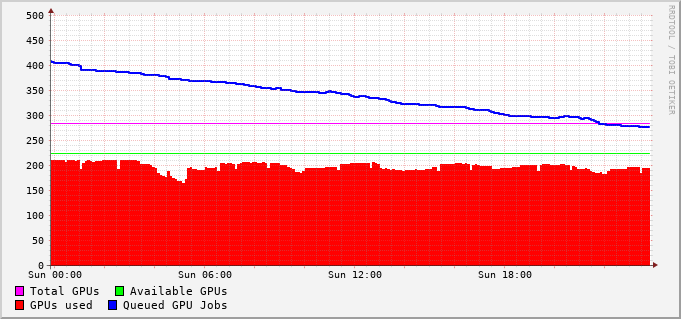 500
450
400
350
300
250
200
150
100
50
0
Sun 00:00 Sun 06:00 Sun 12:00 Sun 18:00
Total GPUs Available GPUs
GPUs used Queued GPU Jobs
RRDTOOL / TOBI OETIKER